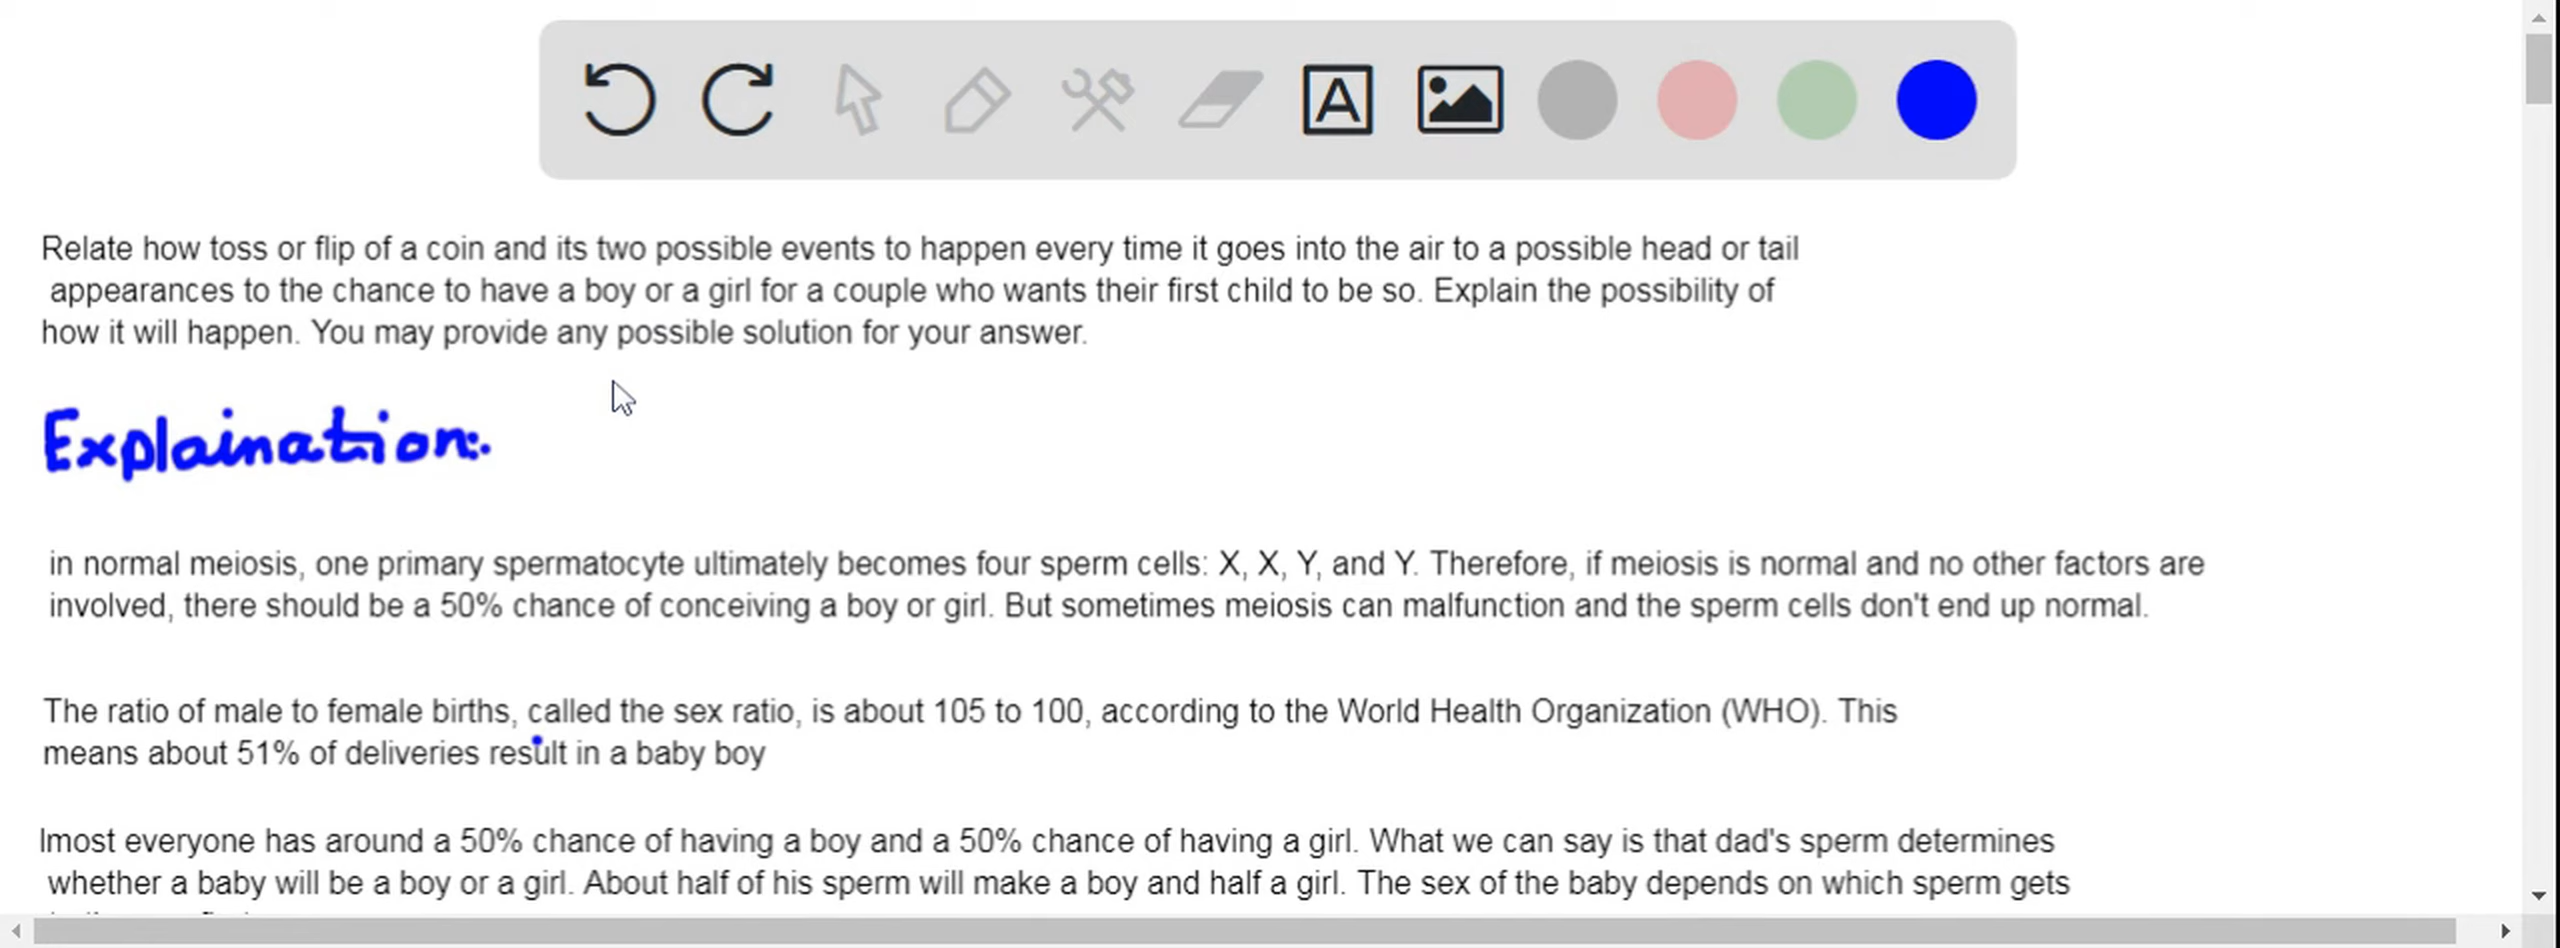 A
Relate how toss or flip of a coin and its two possible events to happen every time it goes into the air to a possible head or tail
appearances to the chance to have a boy or a girl for a couple who wants their first child to be so. Explain the possibility of
how it will happen. You may provide any possible solution for your answer.
Explaination:.
in normal meiosis, one primary spermatocyte ultimately becomes four sperm cells: X, X, Y, and Y. Therefore, if meiosis is normal and no other factors are
involved, there should be a 50% chance of conceiving a boy or girl. But sometimes meiosis can malfunction and the sperm cells don't end up normal.
The ratio of male to female births, called the sex ratio, is about 105 to 100, according to the World Health Organization (WHO). This
means about 51% of deliveries result in a baby boy
lmost everyone has around a 50% chance of having a boy and a 50% chance of having a girl. What we can say is that dad's sperm determines
whether a baby will be a boy or a girl. About half of his sperm will make a boy and half a girl. The sex of the baby depends on which sperm gets